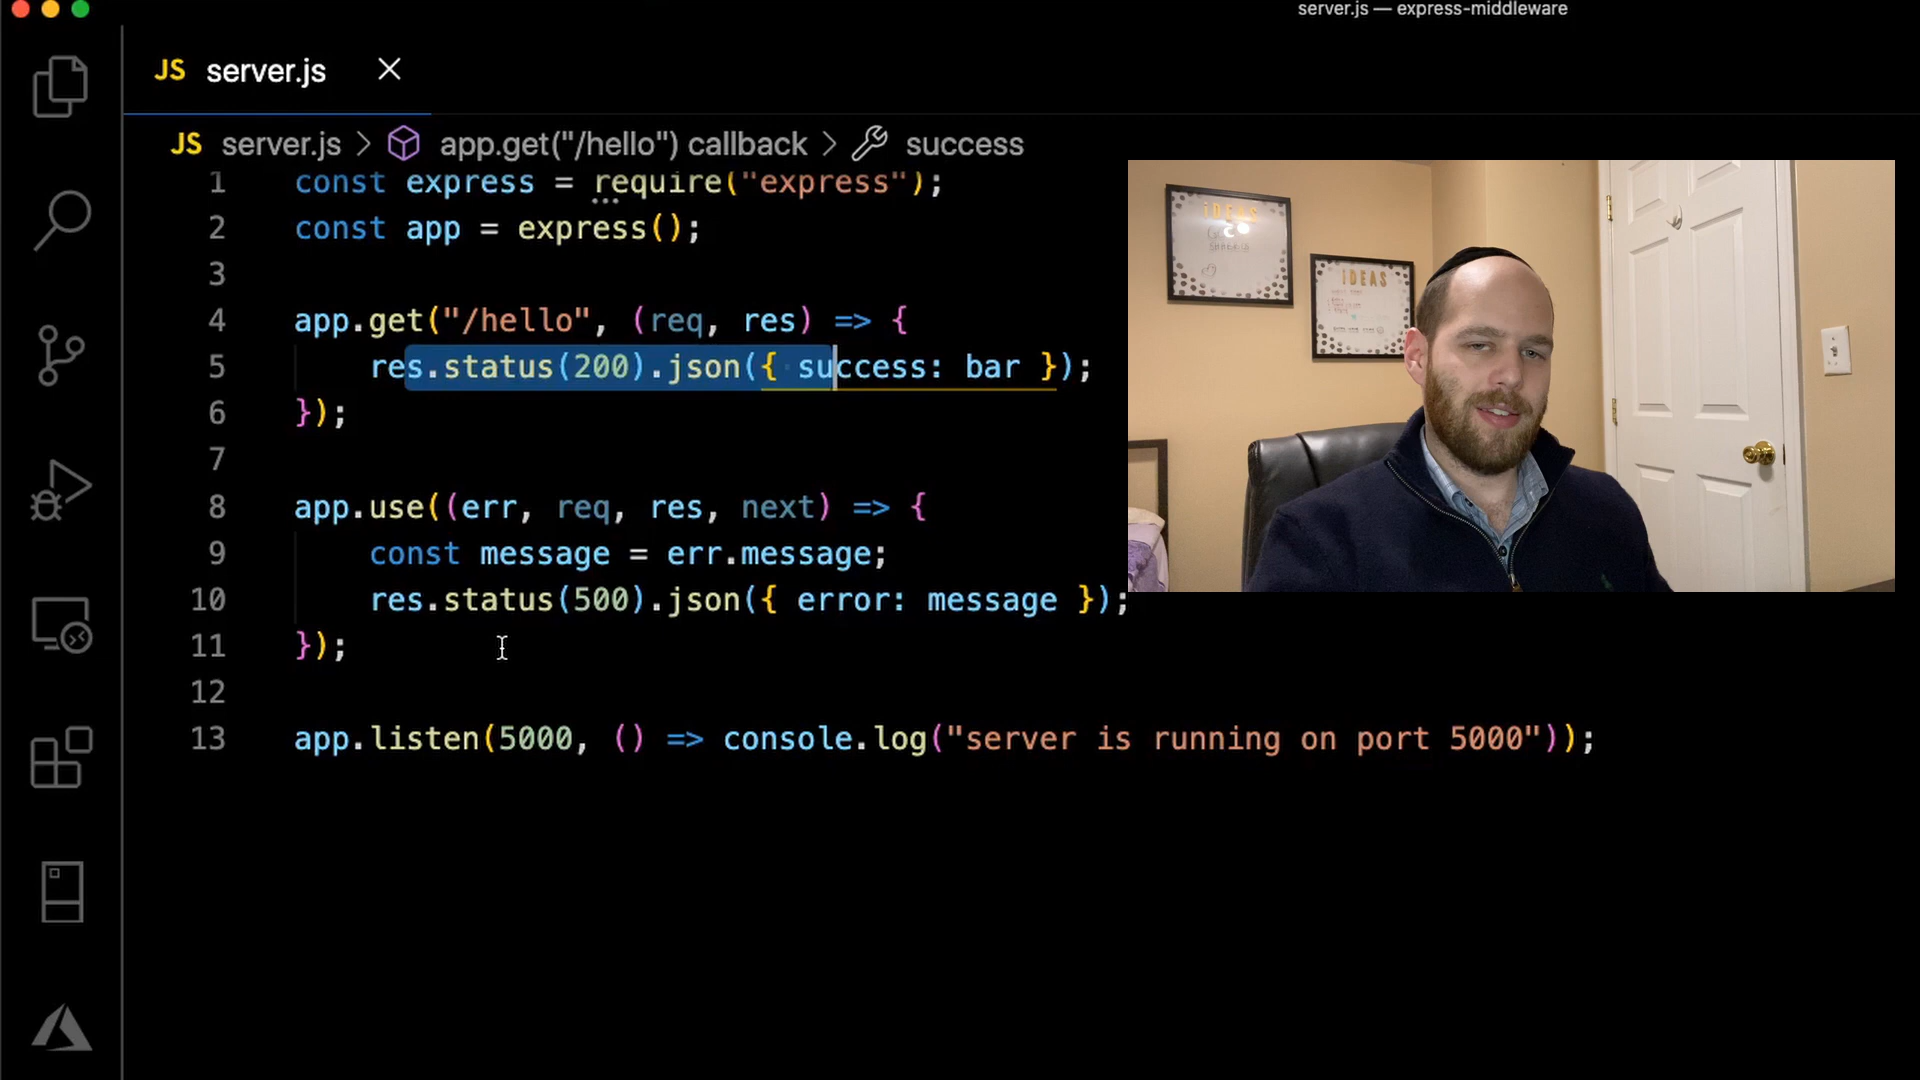 server.js — express-middleware
JS server.js
JS server.js > app.get("/hello") callback > success
1 const express = require("express");
2 const app = express();
3
4 app.get("/hello", (req, res) => {
5 res.status(200).json({ success: bar });
6 });
7
8 app.use((err, req, res, next) => {
9 const message = err.message;
10 res.status(500).json({ error: message });
11 });
12
13 app.listen(5000, () => console.log("server is running on port 5000"));
iDEAS
iDEAS